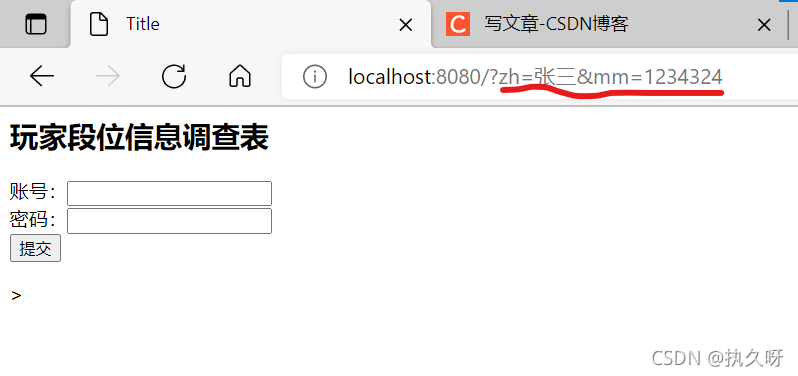 Title
写文章-CSDN博客
localhost:8080/?zh=张三&mm=1234324
玩家段位信息调查表
账号：
密码：
提交
>
CSDN @执久呀